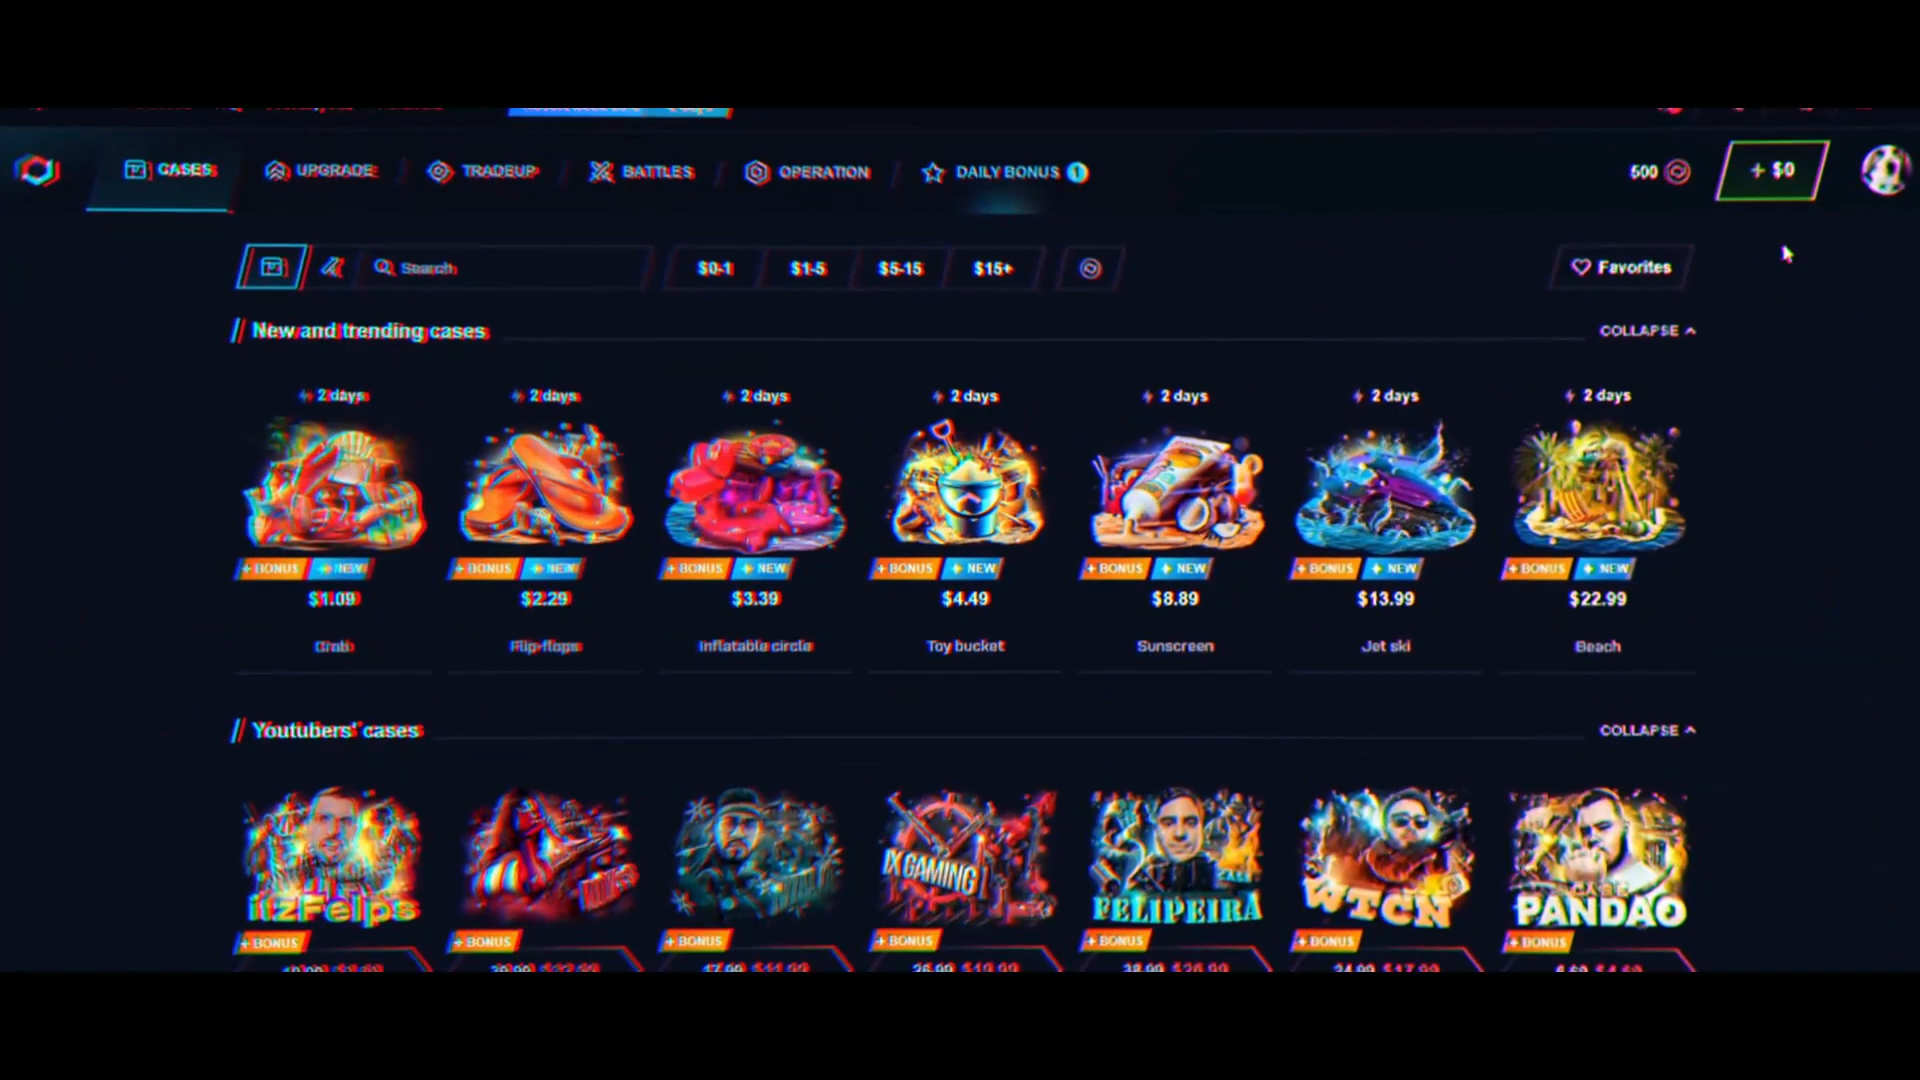 CASES UPGRADE TRADEUP BATTLES OPERATION DAILY BONUS 1 500 + $0
Search $0-1 $1-5 $5-15 $15+ Favorites
// New and trending cases COLLAPSE
2 days 2 days 2 days 2 days 2 days 2 days 2 days
+ BONUS NEW + BONUS NEW + BONUS NEW + BONUS NEW + BONUS NEW + BONUS NEW + BONUS NEW
$1.09 $2.29 $3.39 $4.49 $8.89 $13.99 $22.99
Crab Flip-flops Inflatable circle Toy bucket Sunscreen Jet ski Beach
// Youtubers' cases COLLAPSE
itzFelps IX GAMING FELIPEIRA WTCN PANDAO
+ BONUS + BONUS + BONUS + BONUS + BONUS + BONUS + BONUS